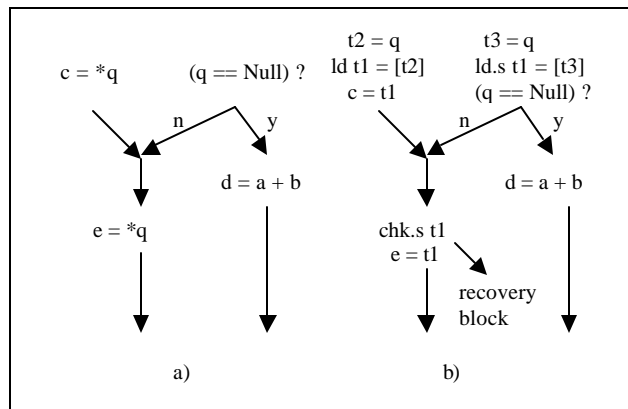 c = *q
(q == Null) ?
n
y
d = a + b
e = *q
a)
t2 = q
ld t1 = [t2]
c = t1
t3 = q
ld.s t1 = [t3]
(q == Null) ?
n
y
d = a + b
chk.s t1
e = t1
recovery
block
b)